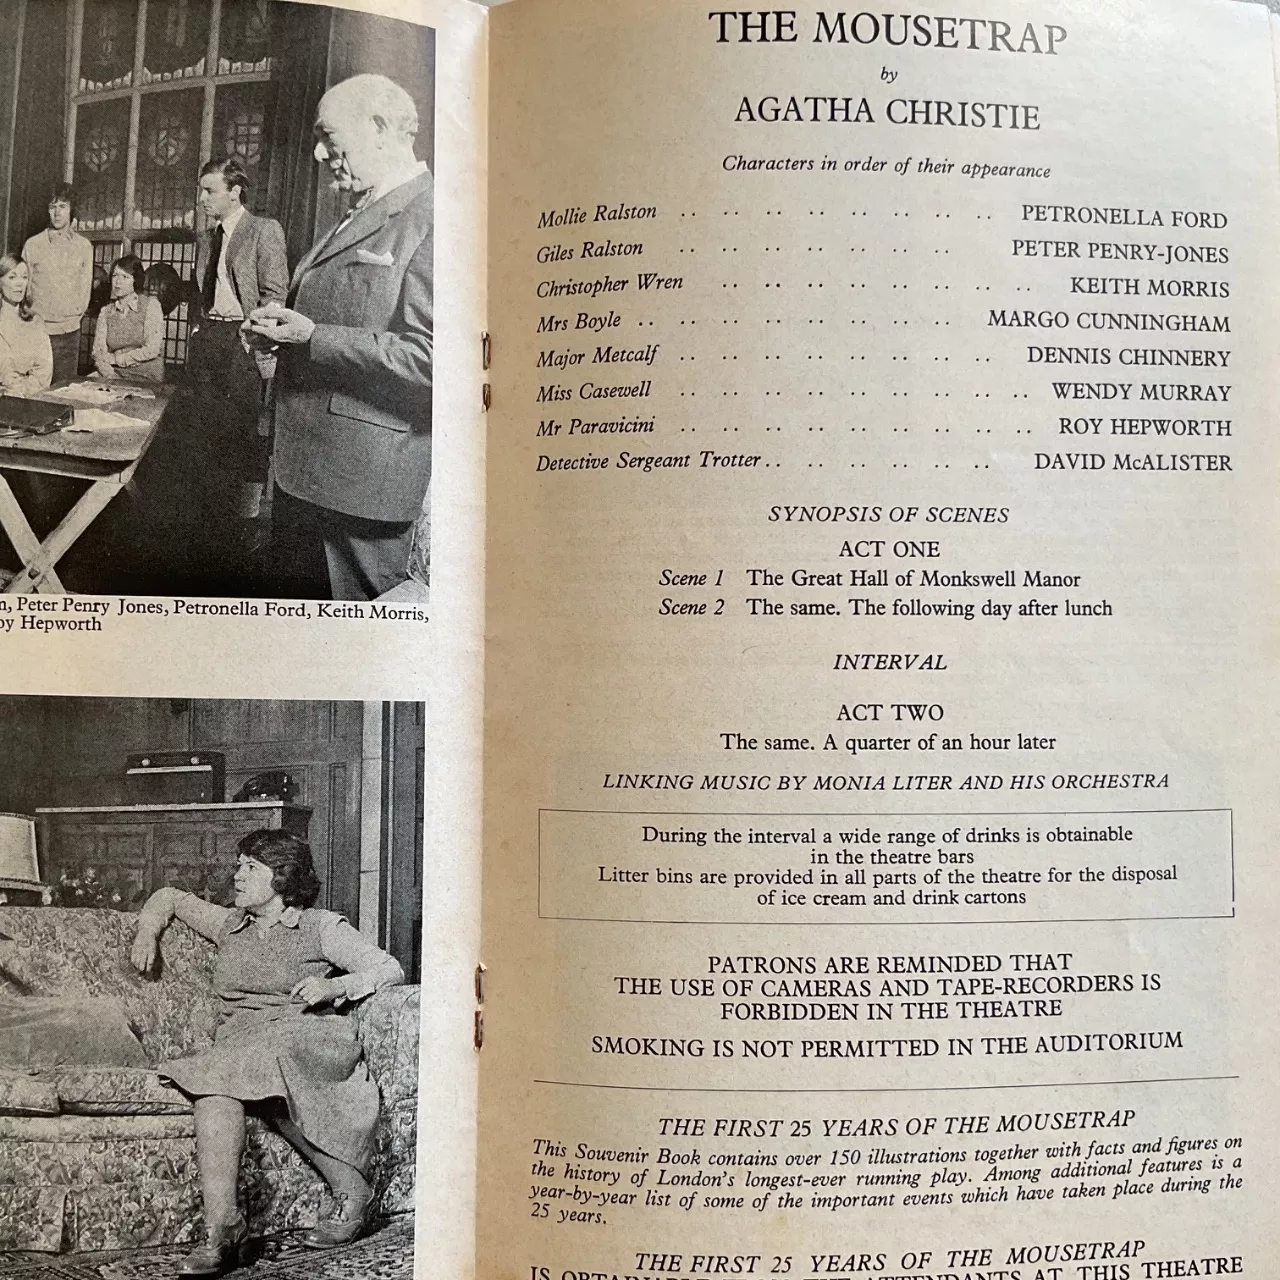 n, Peter Penry Jones, Petronella Ford, Keith Morris,
oy Hepworth
THE MOUSETRAP
by
AGATHA CHRISTIE
Characters in order of their appearance
Mollie Ralston .. .. .. .. .. .. .. .. PETRONELLA FORD
Giles Ralston .. .. .. .. .. .. .. PETER PENRY-JONES
Christopher Wren .. .. .. .. .. .. .. .. KEITH MORRIS
Mrs Boyle .. .. .. .. .. .. .. .. MARGO CUNNINGHAM
Major Metcalf .. .. .. .. .. .. .. .. DENNIS CHINNERY
Miss Casewell .. .. .. .. .. .. .. .. .. WENDY MURRAY
Mr Paravicini .. .. .. .. .. .. .. .. .. ROY HEPWORTH
Detective Sergeant Trotter .. .. .. .. .. .. DAVID McALISTER
SYNOPSIS OF SCENES
ACT ONE
Scene 1 The Great Hall of Monkswell Manor
Scene 2 The same. The following day after lunch
INTERVAL
ACT TWO
The same. A quarter of an hour later
LINKING MUSIC BY MONIA LITER AND HIS ORCHESTRA
During the interval a wide range of drinks is obtainable
in the theatre bars
Litter bins are provided in all parts of the theatre for the disposal
of ice cream and drink cartons
PATRONS ARE REMINDED THAT
THE USE OF CAMERAS AND TAPE-RECORDERS IS
FORBIDDEN IN THE THEATRE
SMOKING IS NOT PERMITTED IN THE AUDITORIUM
THE FIRST 25 YEARS OF THE MOUSETRAP
This Souvenir Book contains over 150 illustrations together with facts and figures on
the history of London's longest-ever running play. Among additional features is a
year-by-year list of some of the important events which have taken place during the
25 years.
THE FIRST 25 YEARS OF THE MOUSETRAP
IS OBTAINABLE FROM THE ATTENDANTS AT THIS THEATRE